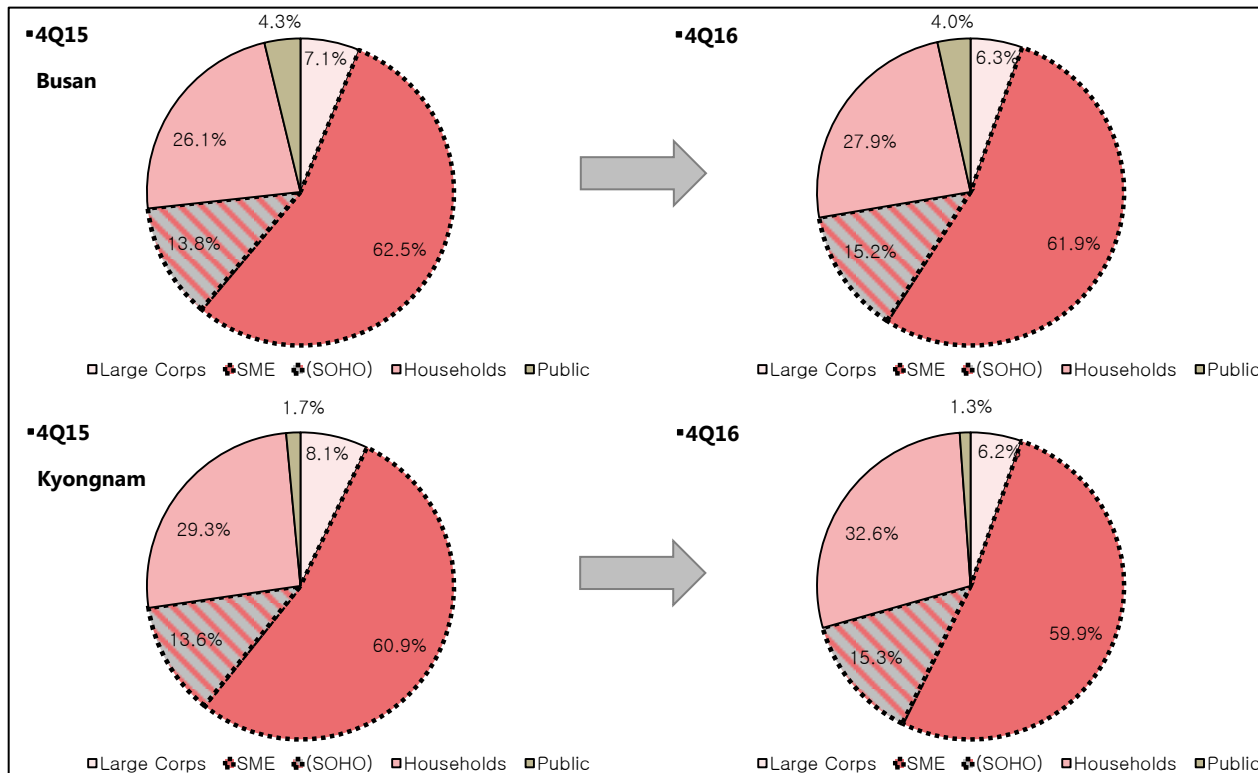 ▪4Q15
Busan
4.3%
7.1%
26.1%
13.8%
62.5%
□Large Corps SME (SOHO) Households Public
▪4Q16
4.0%
6.3%
27.9%
15.2%
61.9%
□Large Corps SME (SOHO) Households Public
▪4Q15
Kyongnam
1.7%
8.1%
29.3%
13.6%
60.9%
□Large Corps SME (SOHO) Households Public
▪4Q16
1.3%
6.2%
32.6%
15.3%
59.9%
□Large Corps SME (SOHO) Households Public